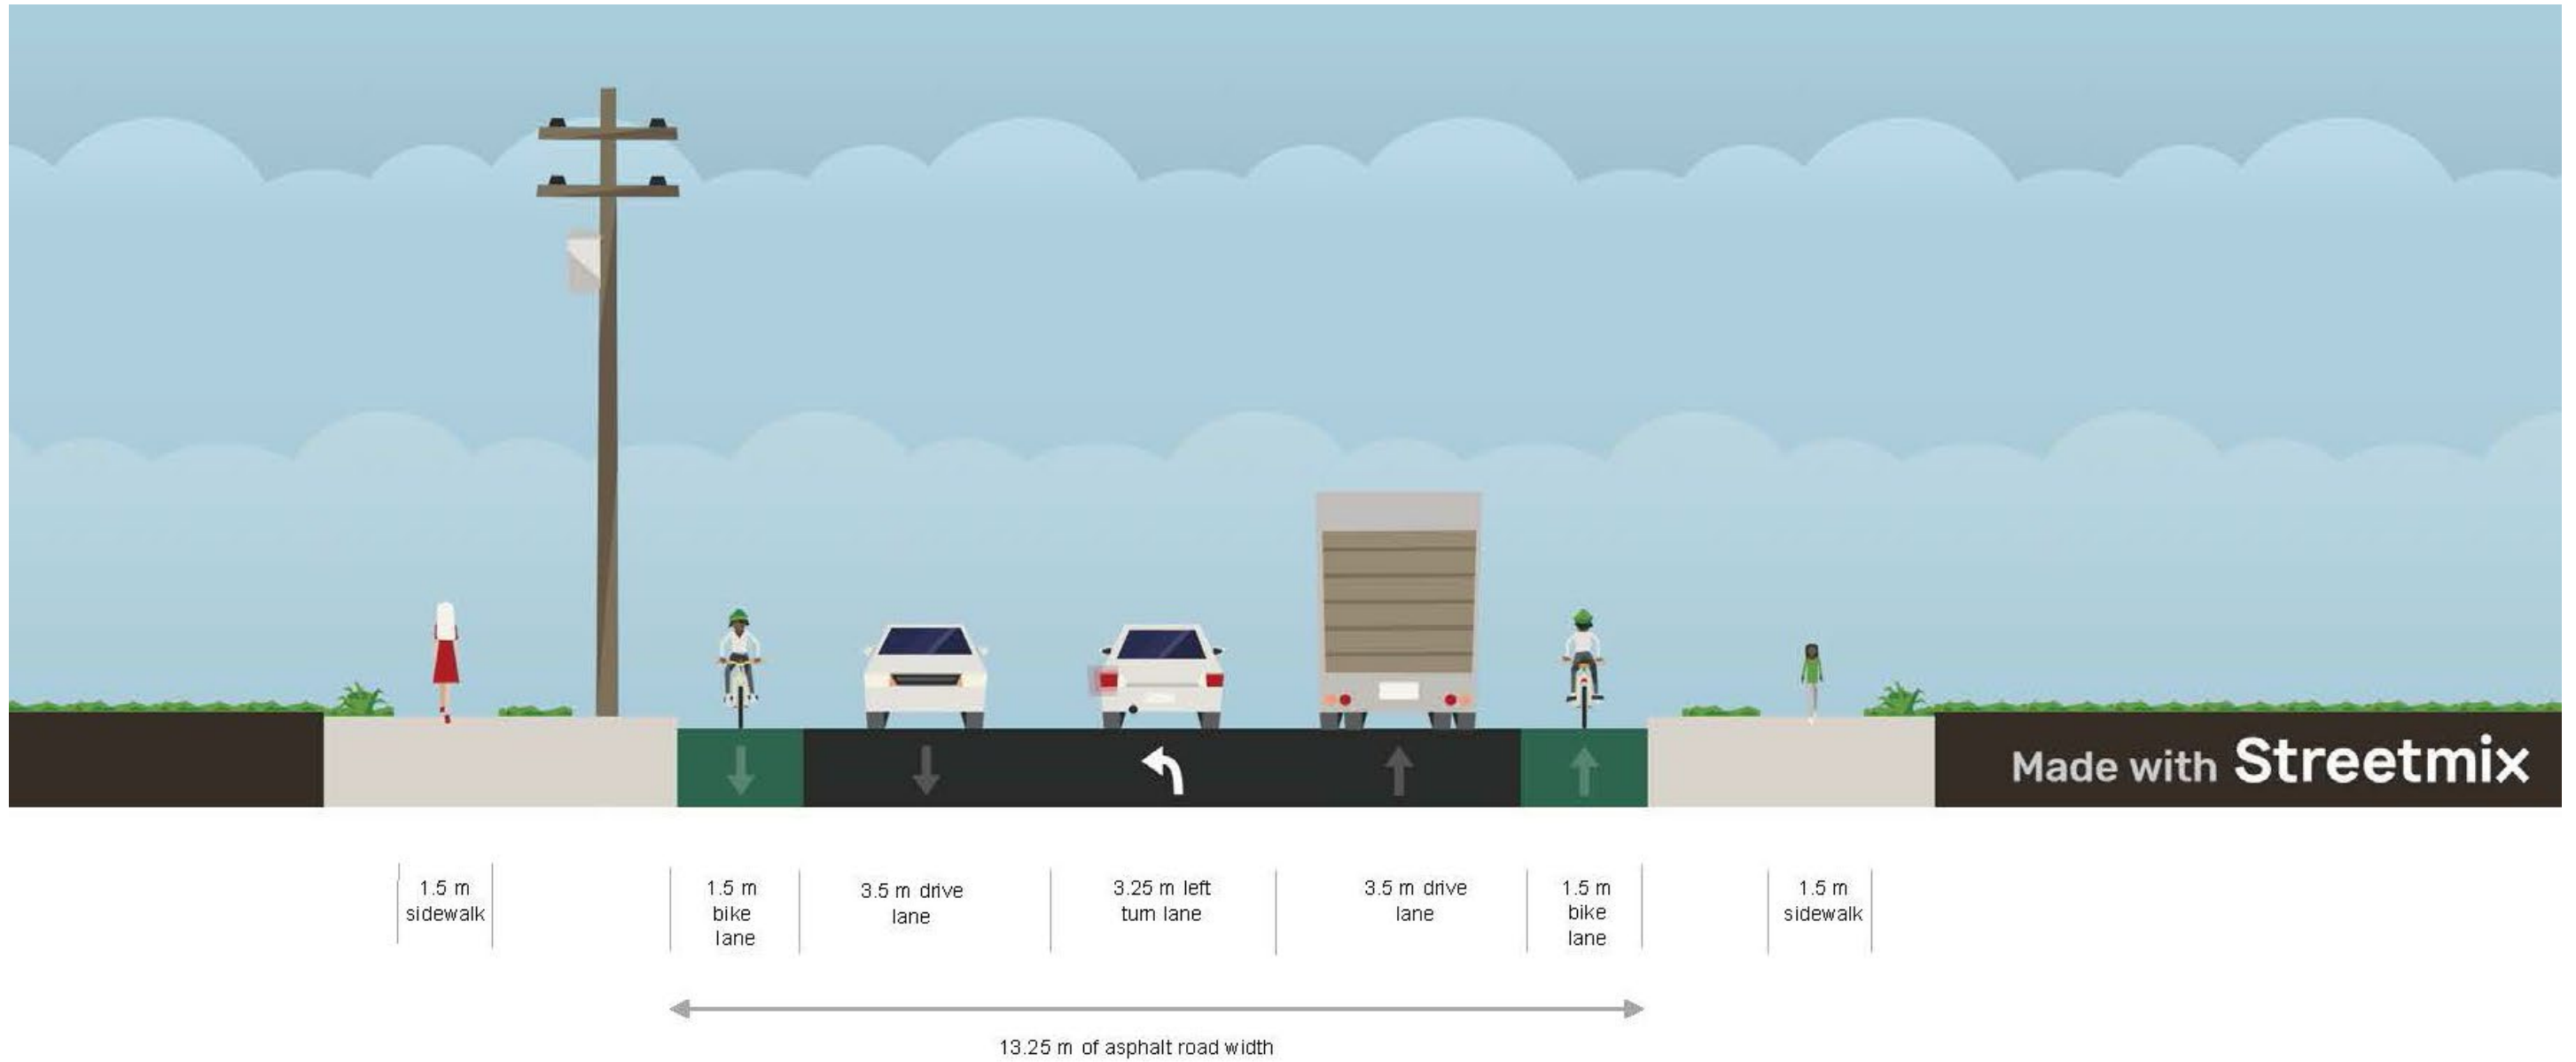 Made with Streetmix
1.5 m
sidewalk
1.5 m
bike
lane
3.5 m drive
lane
3.25 m left
turn lane
3.5 m drive
lane
1.5 m
bike
lane
1.5 m
sidewalk
13.25 m of asphalt road width